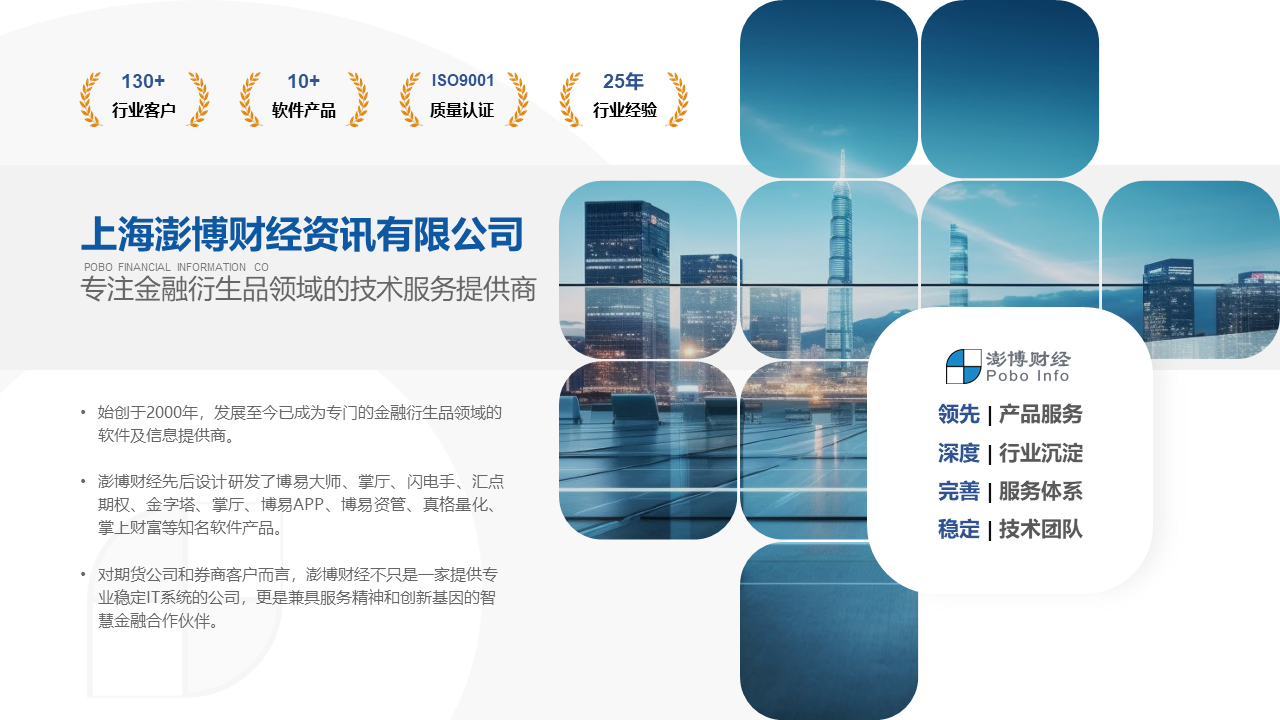 130+
行业客户
10+
软件产品
ISO9001
质量认证
25年
行业经验
上海澎博财经资讯有限公司
POBO FINANCIAL INFORMATION CO
专注金融衍生品领域的技术服务提供商
• 始创于2000年，发展至今已成为专门的金融衍生品领域的
软件及信息提供商。
• 澎博财经先后设计研发了博易大师、掌厅、闪电手、汇点
期权、金字塔、掌厅、博易APP、博易资管、真格量化、
掌上财富等知名软件产品。
• 对期货公司和券商客户而言，澎博财经不只是一家提供专
业稳定IT系统的公司，更是兼具服务精神和创新基因的智
慧金融合作伙伴。
澎博财经
Pobo Info
领先 | 产品服务
深度 | 行业沉淀
完善 | 服务体系
稳定 | 技术团队